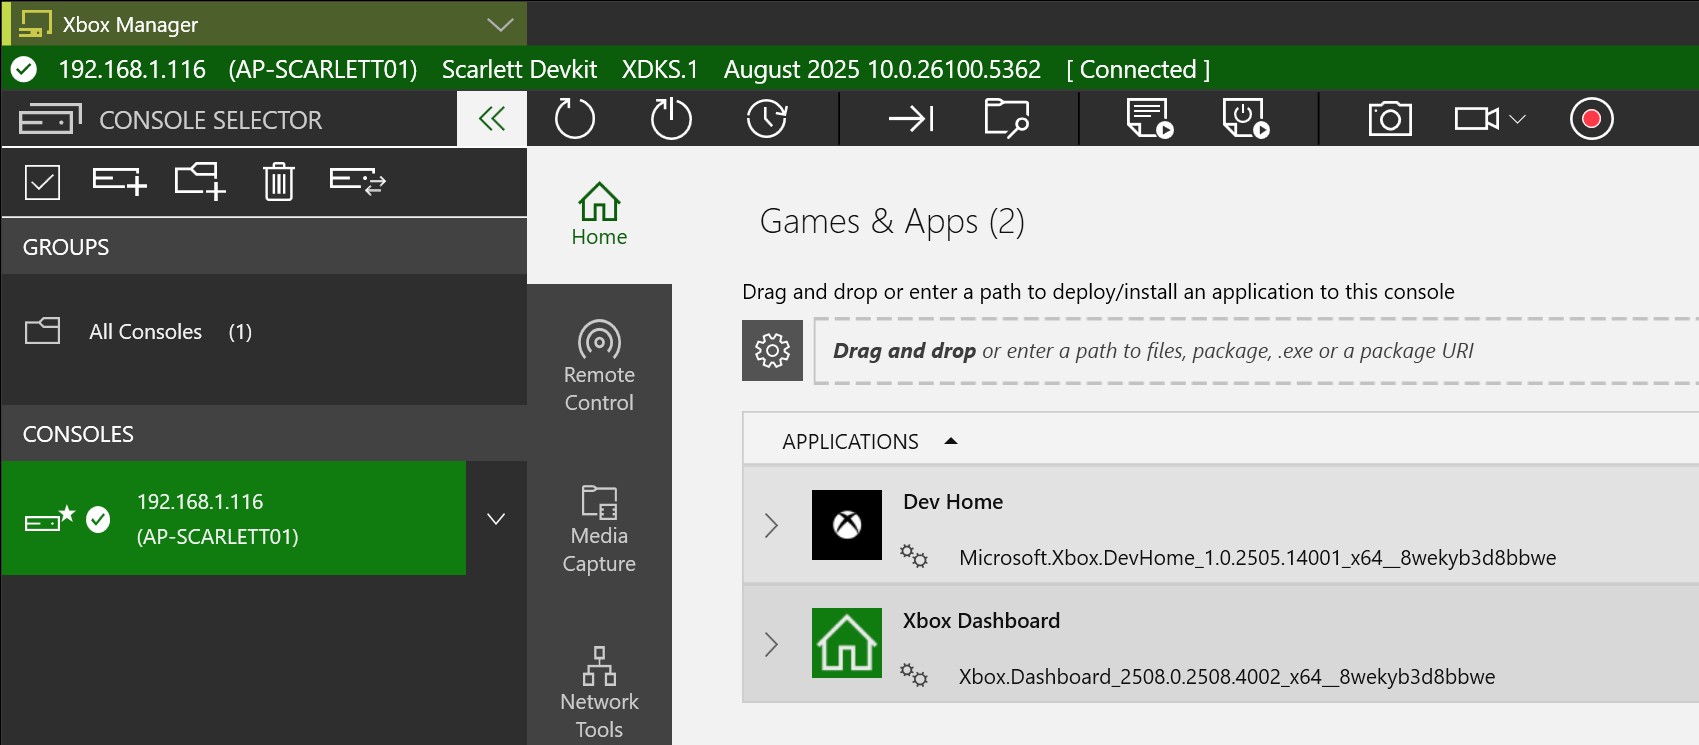 Xbox Manager
192.168.1.116 (AP-SCARLETT01) Scarlett Devkit XDKS.1 August 2025 10.0.26100.5362 [ Connected ]
CONSOLE SELECTOR
GROUPS
All Consoles (1)
CONSOLES
192.168.1.116
(AP-SCARLETT01)
Home
Remote
Control
Media
Capture
Network
Tools
Games & Apps (2)
Drag and drop or enter a path to deploy/install an application to this console
Drag and drop or enter a path to files, package, .exe or a package URI
APPLICATIONS
Dev Home
Microsoft.Xbox.DevHome_1.0.2505.14001_x64__8wekyb3d8bbwe
Xbox Dashboard
Xbox.Dashboard_2508.0.2508.4002_x64__8wekyb3d8bbwe